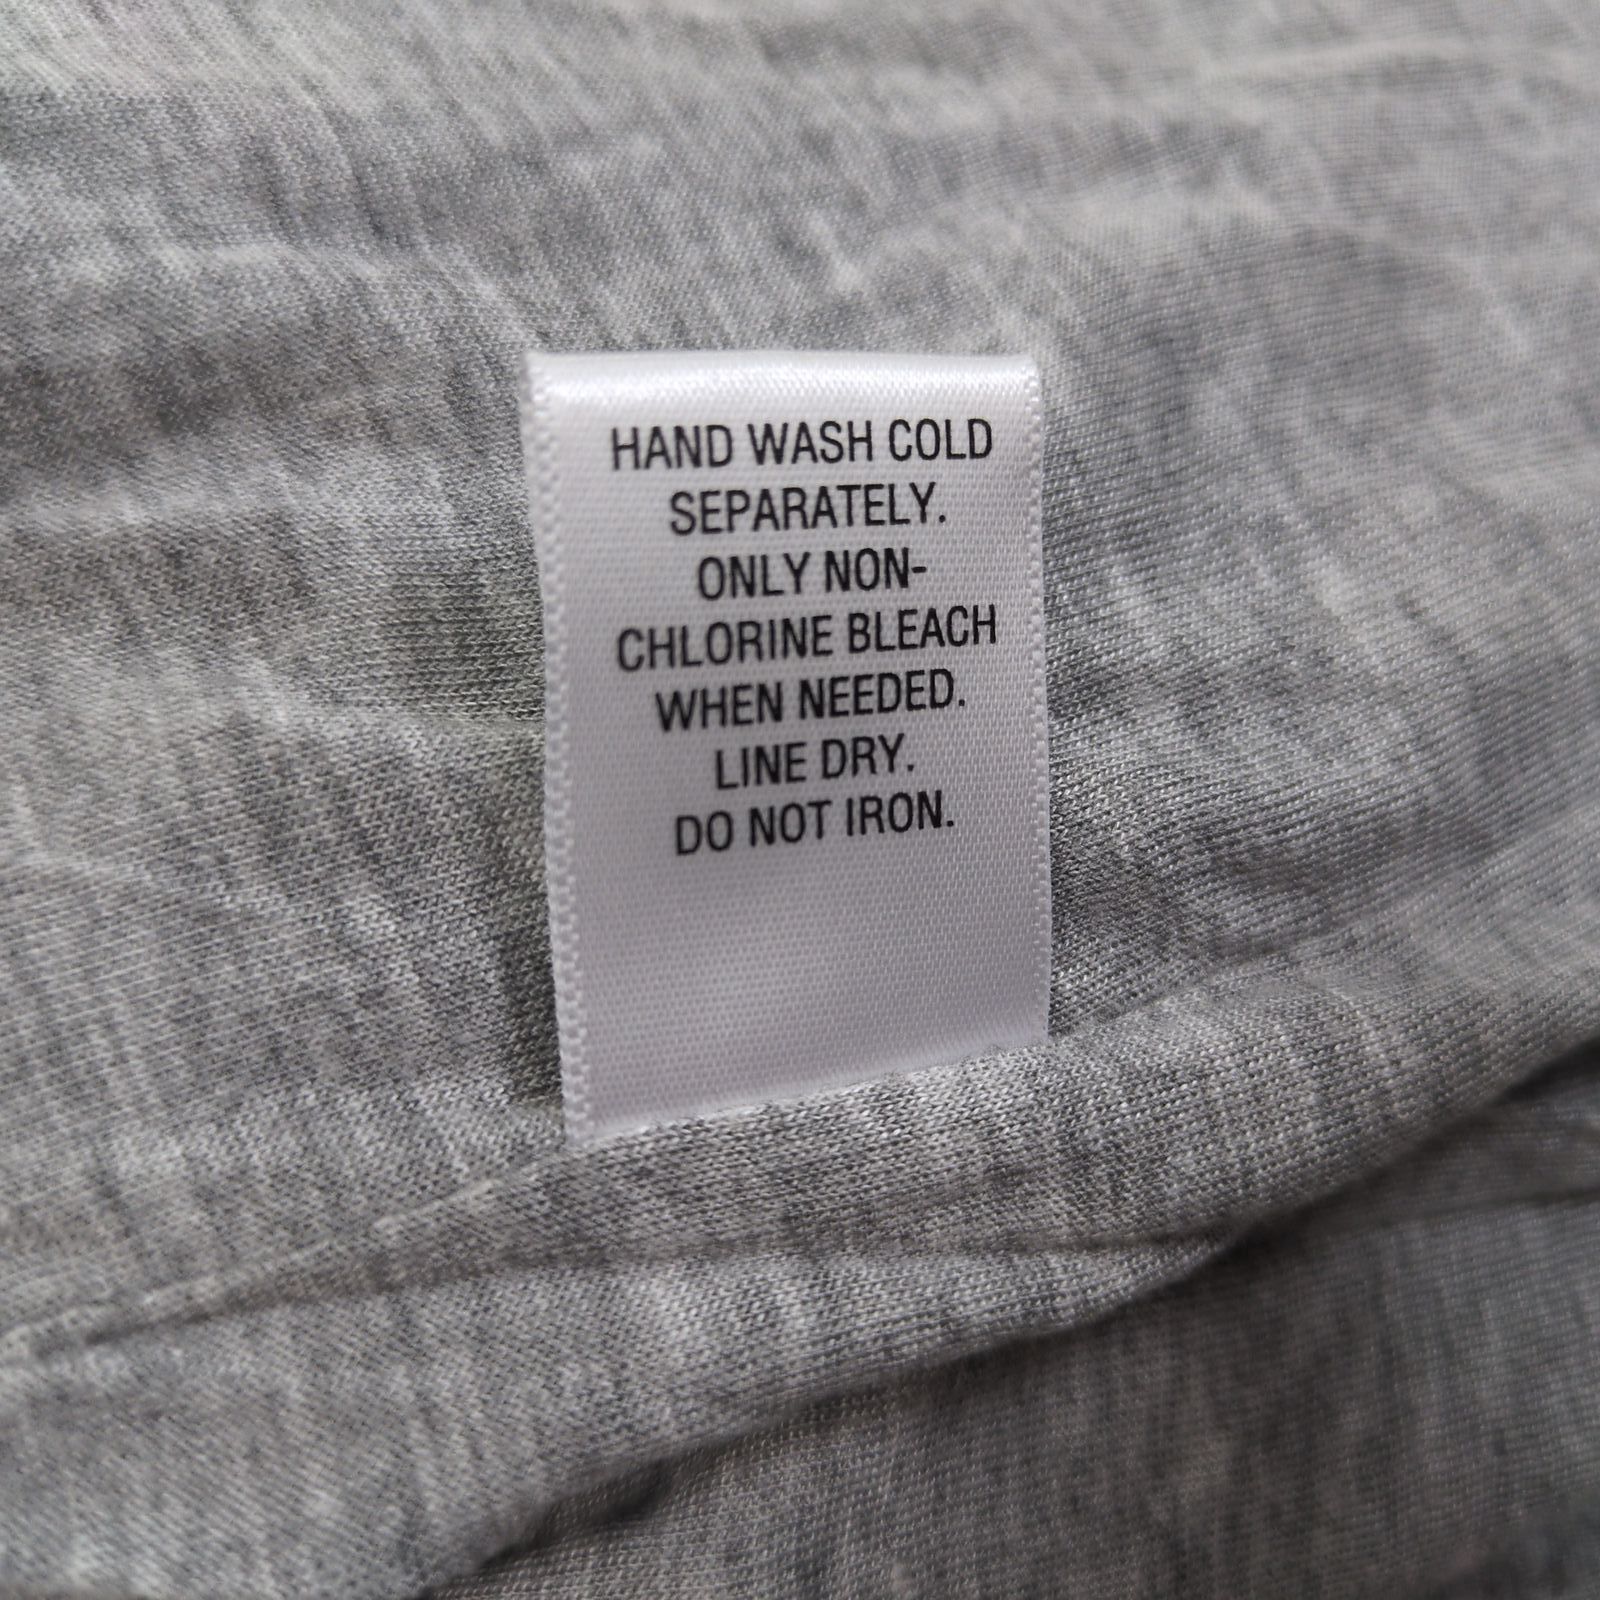 HAND WASH COLD
SEPARATELY.
ONLY NON-
CHLORINE BLEACH
WHEN NEEDED.
LINE DRY.
DO NOT IRON.